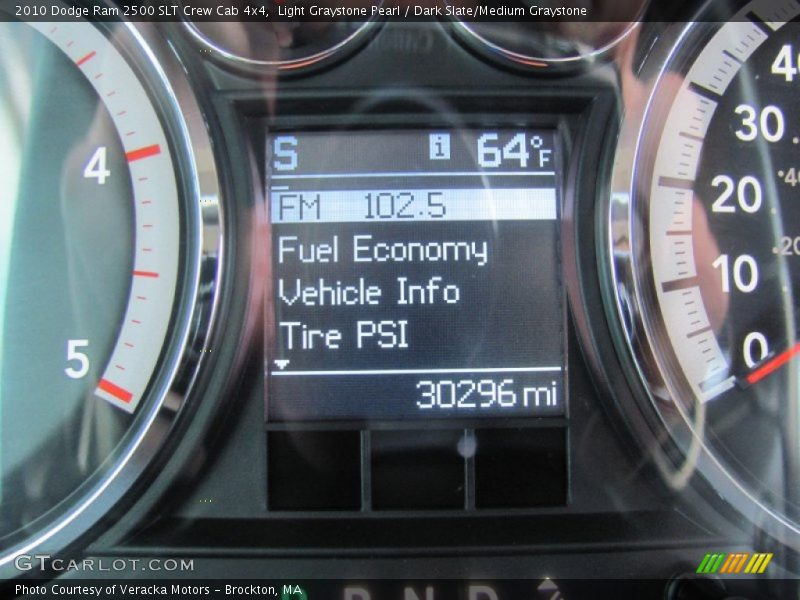 2010 Dodge Ram 2500 SLT Crew Cab 4x4, Light Graystone Pearl / Dark Slate/Medium Graystone
4
5
S i 64°F
FM 102.5
Fuel Economy
Vehicle Info
Tire PSI
30296 mi
40
30
20
10
0
40
20
GTCARLOT.COM
Photo Courtesy of Veracka Motors - Brockton, MA
P R N D